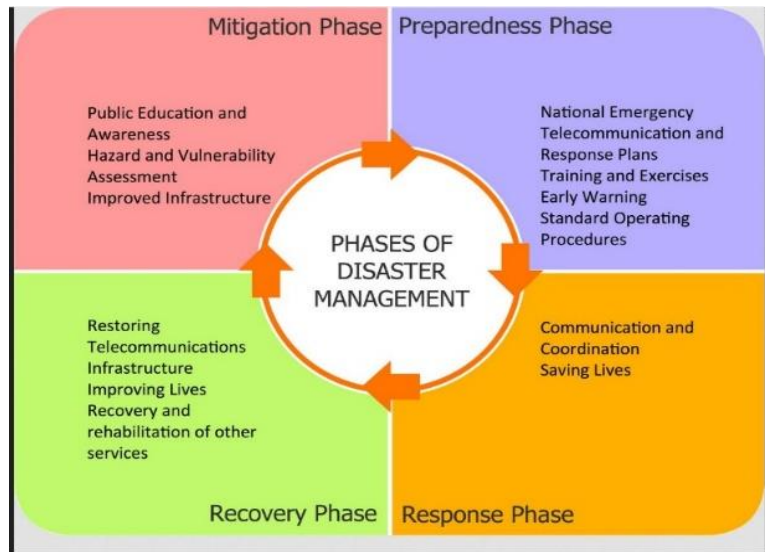 Mitigation Phase
Preparedness Phase
Public Education and
Awareness
Hazard and Vulnerability
Assessment
Improved Infrastructure
National Emergency
Telecommunication and
Response Plans
Training and Exercises
Early Warning
Standard Operating
Procedures
PHASES OF
DISASTER
MANAGEMENT
Restoring
Telecommunications
Infrastructure
Improving Lives
Recovery and
rehabilitation of other
services
Communication and
Coordination
Saving Lives
Recovery Phase
Response Phase